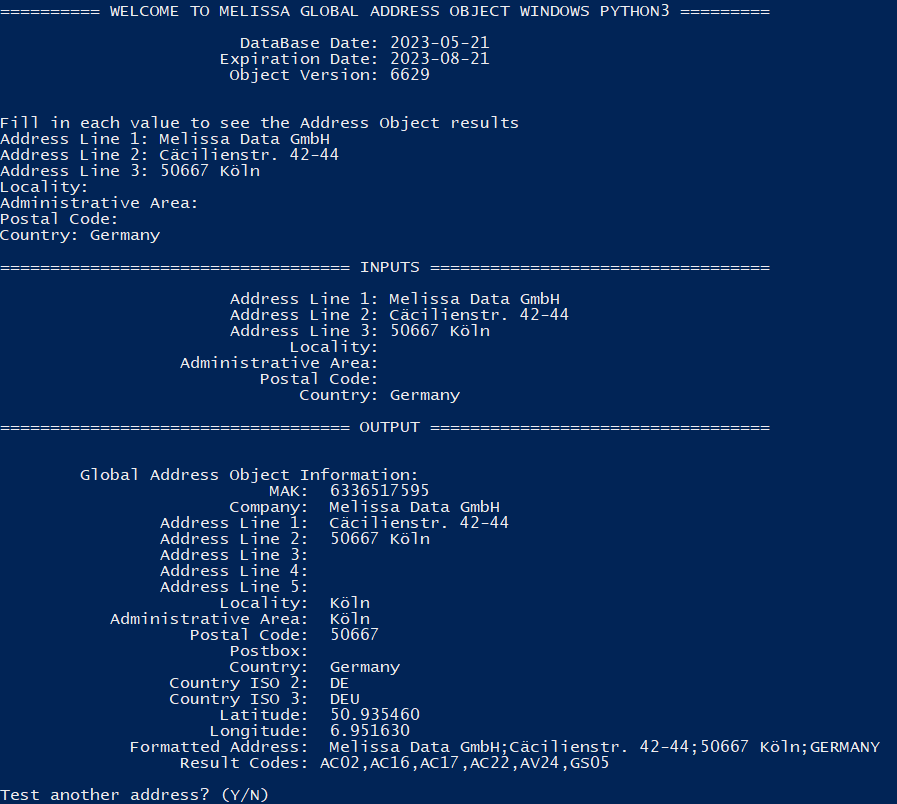 ========== WELCOME TO MELISSA GLOBAL ADDRESS OBJECT WINDOWS PYTHON3 =========
DataBase Date: 2023-05-21
Expiration Date: 2023-08-21
Object Version: 6629
Fill in each value to see the Address Object results
Address Line 1: Melissa Data GmbH
Address Line 2: Cäcilienstr. 42-44
Address Line 3: 50667 Köln
Locality:
Administrative Area:
Postal Code:
Country: Germany
=================================== INPUTS ==================================
Address Line 1: Melissa Data GmbH
Address Line 2: Cäcilienstr. 42-44
Address Line 3: 50667 Köln
Locality:
Administrative Area:
Postal Code:
Country: Germany
=================================== OUTPUT ==================================
Global Address Object Information:
MAK: 6336517595
Company: Melissa Data GmbH
Address Line 1: Cäcilienstr. 42-44
Address Line 2: 50667 Köln
Address Line 3:
Address Line 4:
Address Line 5:
Locality: Köln
Administrative Area: Köln
Postal Code: 50667
Postbox:
Country: Germany
Country ISO 2: DE
Country ISO 3: DEU
Latitude: 50.935460
Longitude: 6.951630
Formatted Address: Melissa Data GmbH;Cäcilienstr. 42-44;50667 Köln;GERMANY
Result Codes: AC02,AC16,AC17,AC22,AV24,GS05
Test another address? (Y/N)